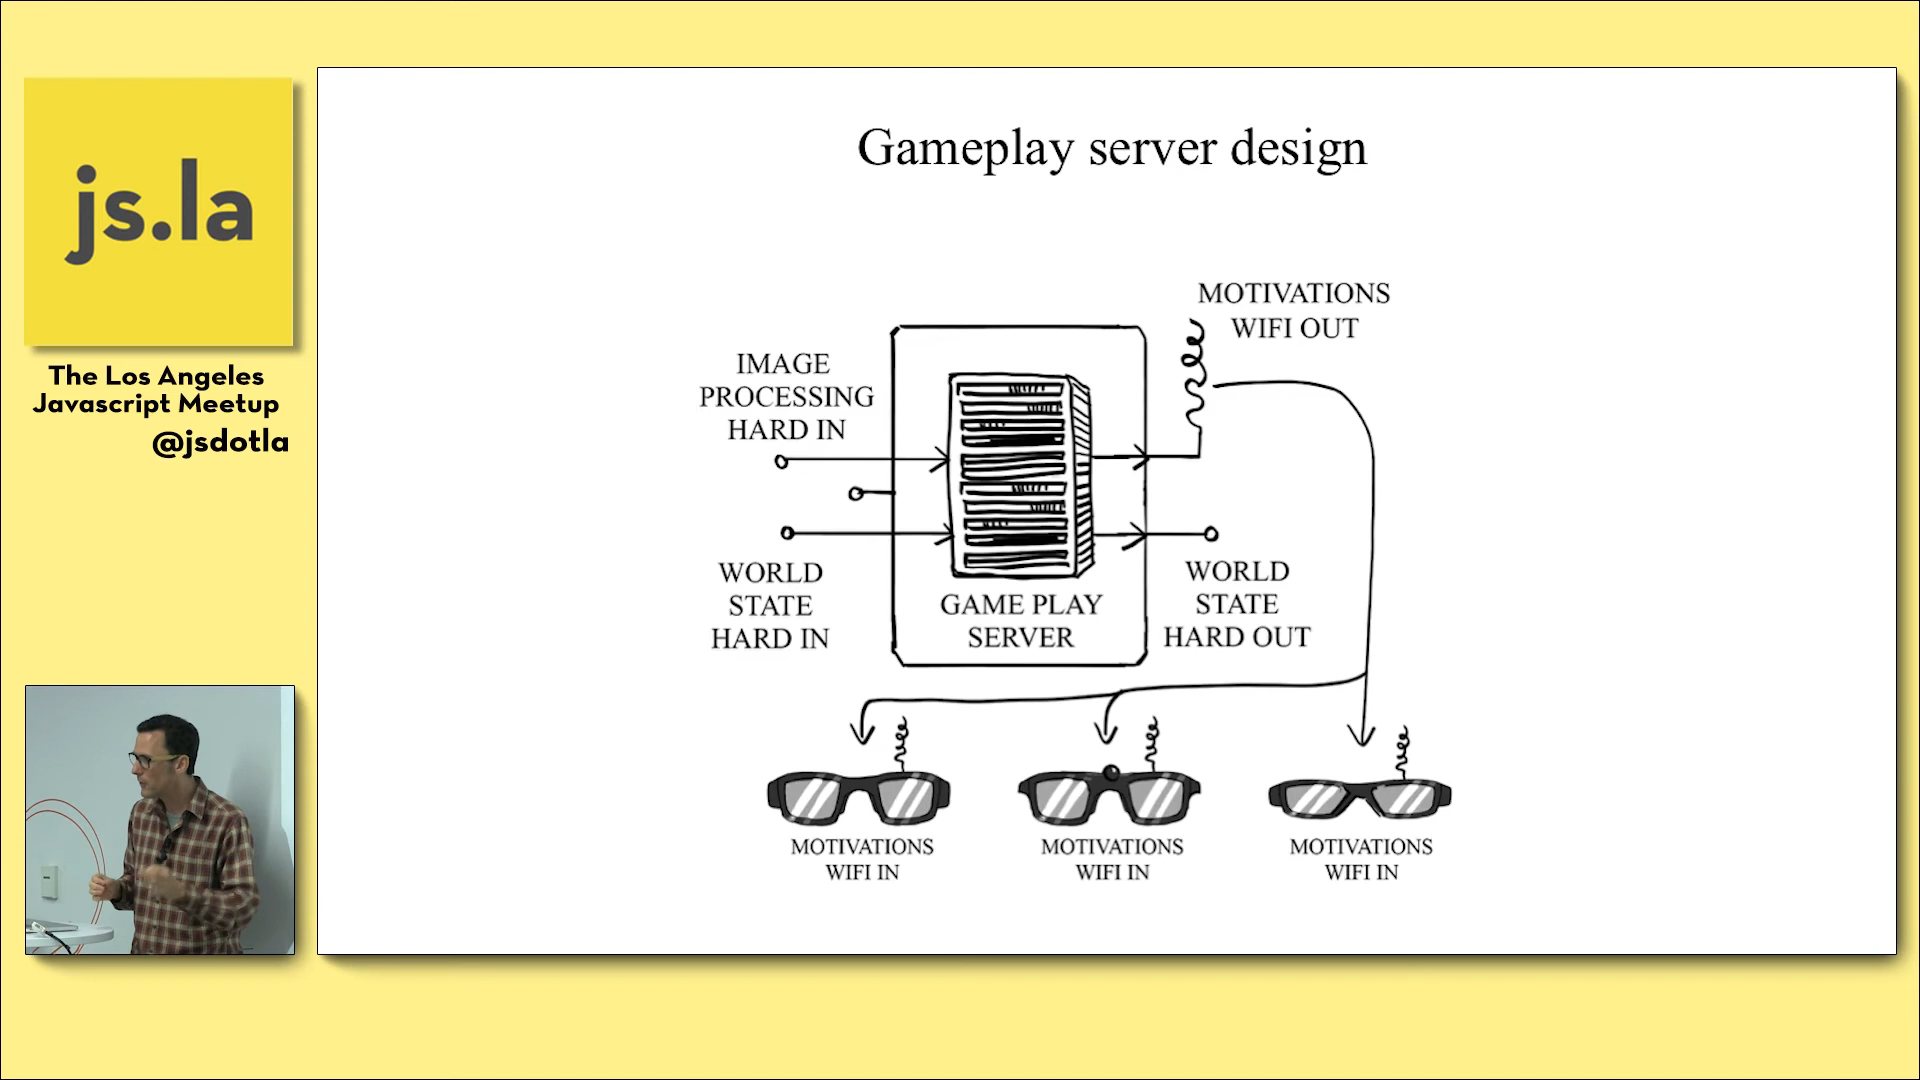 js.la
The Los Angeles
Javascript Meetup
@jsdotla
Gameplay server design
MOTIVATIONS
WIFI OUT
IMAGE
PROCESSING
HARD IN
WORLD
STATE
HARD IN
GAME PLAY
SERVER
WORLD
STATE
HARD OUT
MOTIVATIONS
WIFI IN
MOTIVATIONS
WIFI IN
MOTIVATIONS
WIFI IN